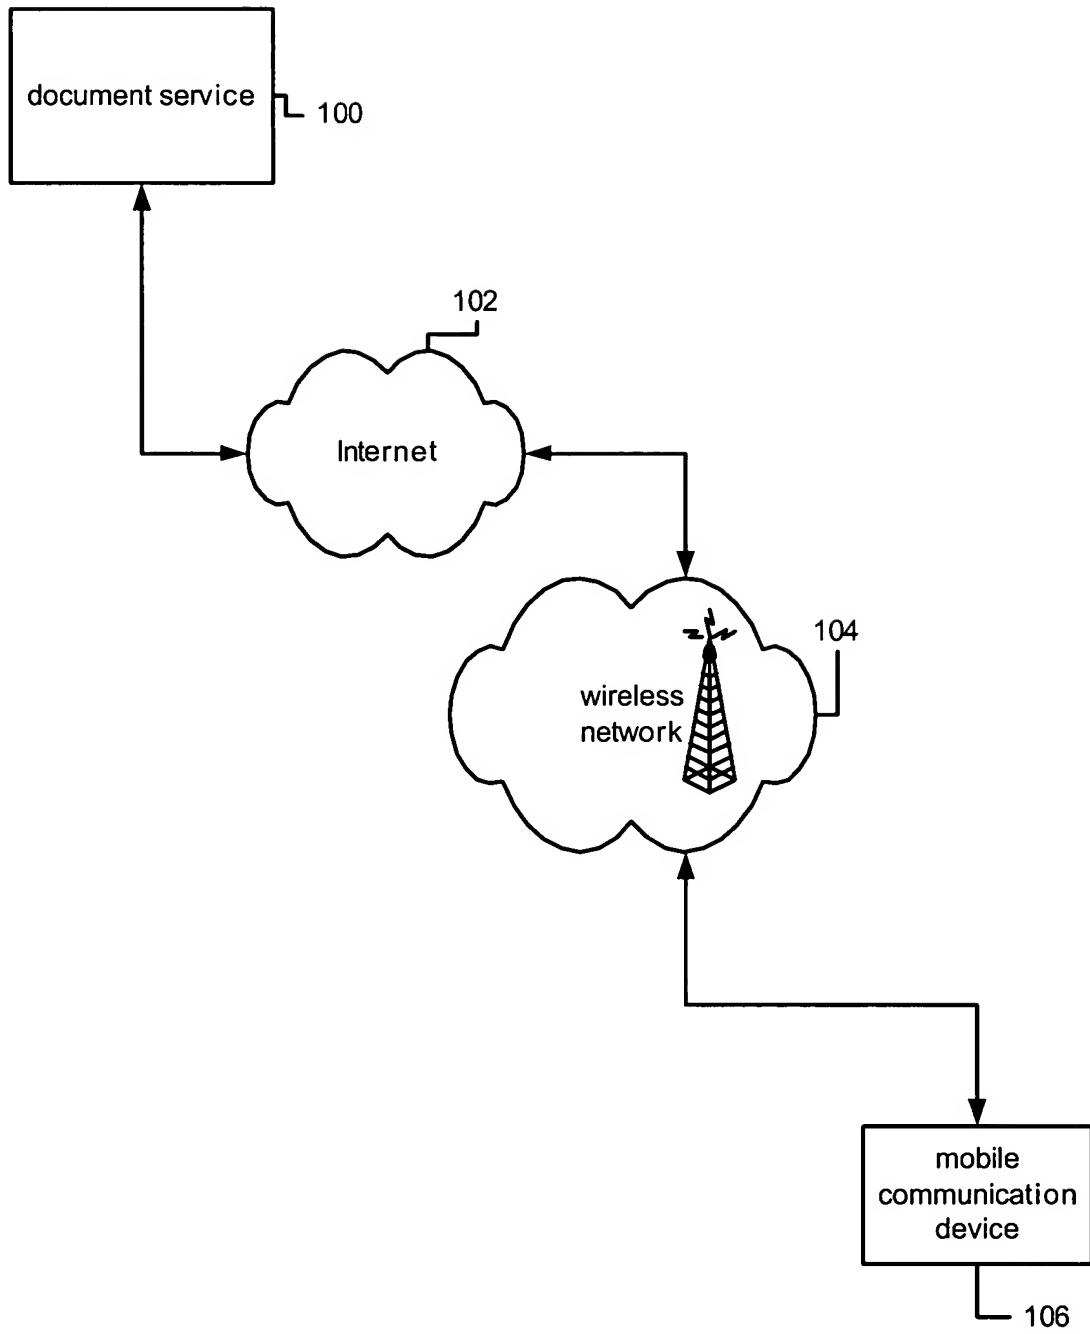 document service
100
102
Internet
104
wireless
network
mobile
communication
device
106